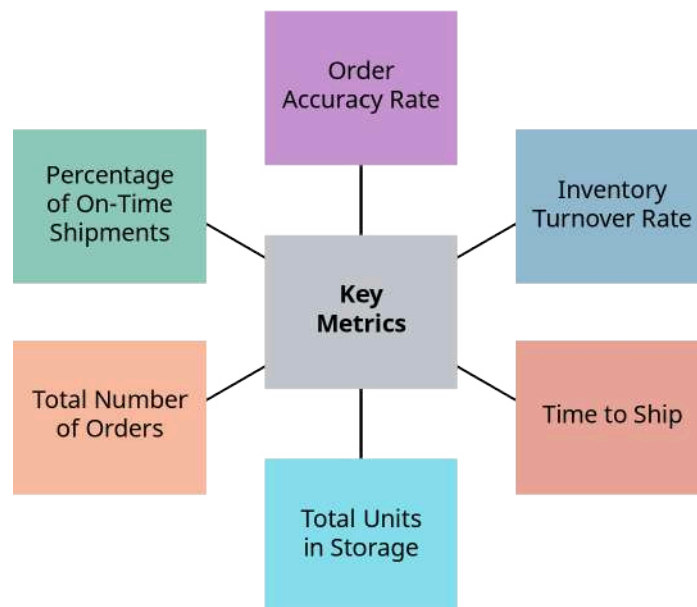 Order
Accuracy Rate
Percentage
of On-Time
Shipments
Inventory
Turnover Rate
Key
Metrics
Total Number
of Orders
Time to Ship
Total Units
in Storage